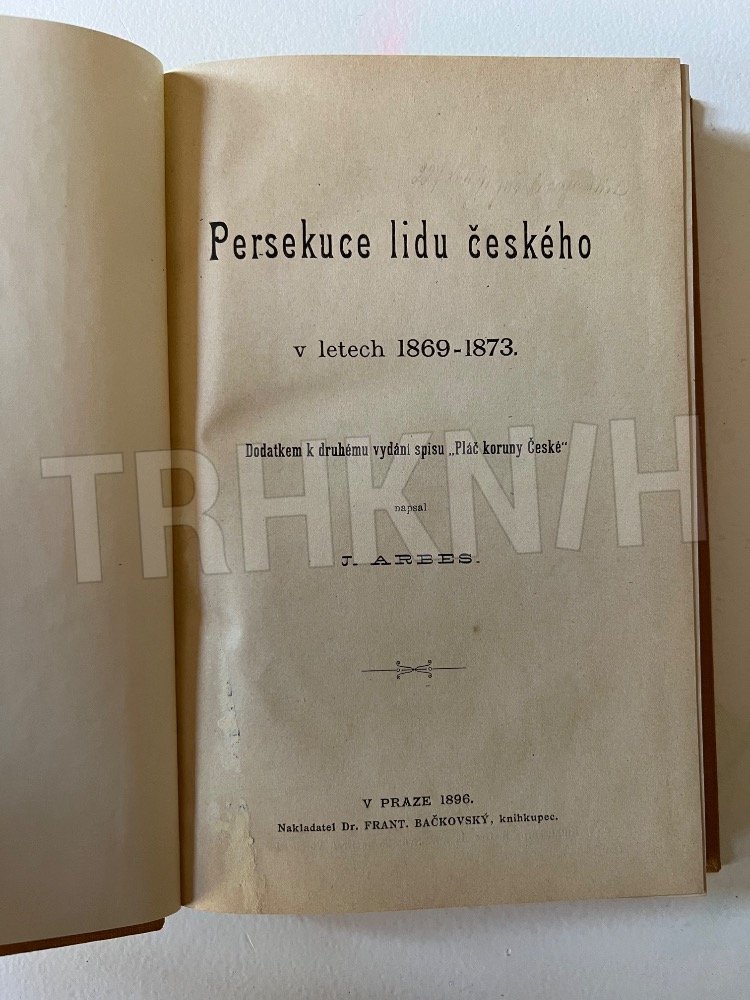 Persekuce lidu českého
v letech 1869-1873.
Dodatkem k druhému vydání spisu „Pláč koruny České“
napsal
J. ARBES.
TRHKNIH
V PRAZE 1896.
Nakladatel Dr. FRANT. BAČKOVSKÝ, knihkupec.